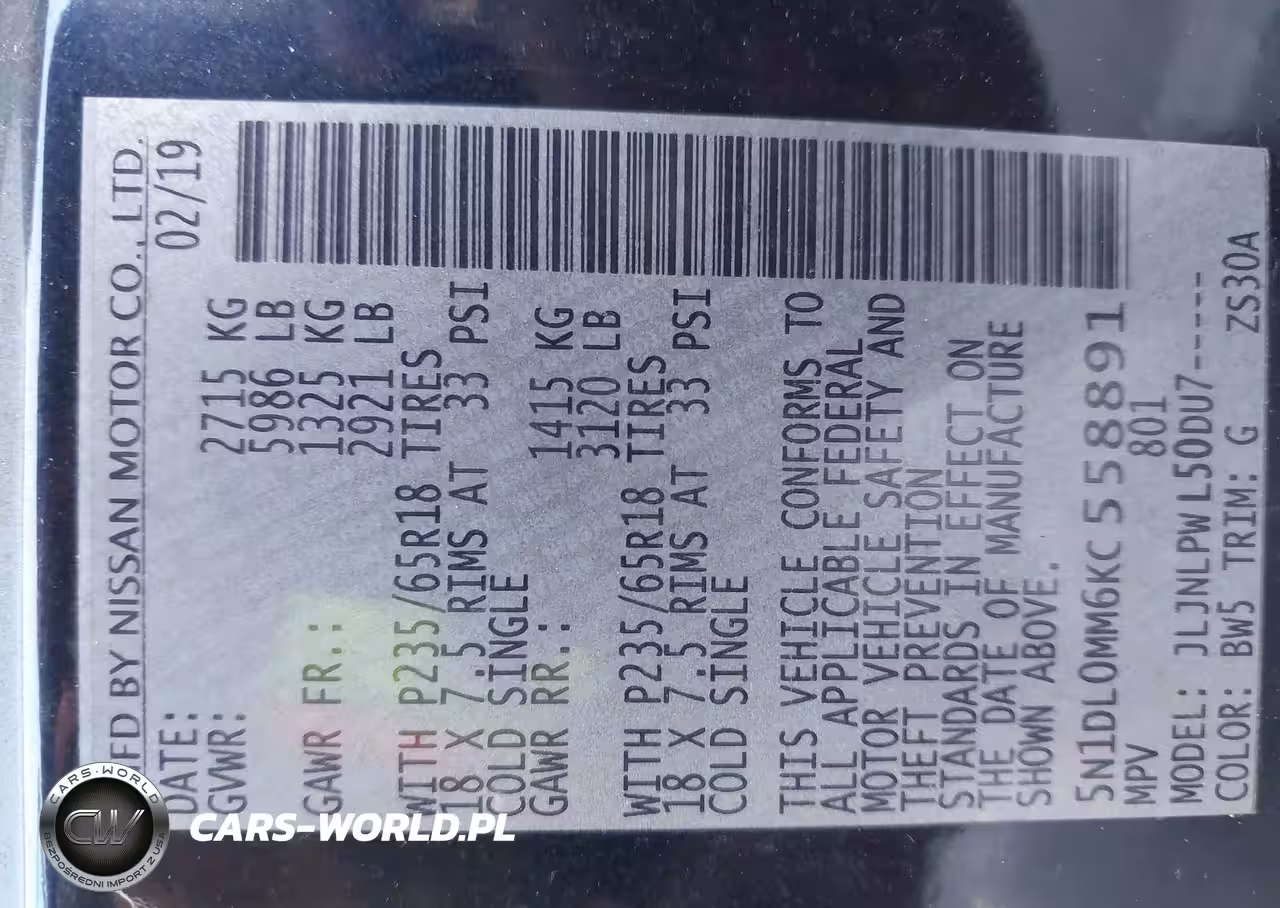 MFD BY NISSAN MOTOR CO., LTD.
DATE: 02/19
GVWR: 2715 KG
5986 LB
GAWR FR.: 1325 KG
2921 LB
WITH P235/65R18 TIRES
18 X 7.5 RIMS AT 33 PSI
COLD SINGLE
GAWR RR.: 1415 KG
3120 LB
WITH P235/65R18 TIRES
18 X 7.5 RIMS AT 33 PSI
COLD SINGLE
THIS VEHICLE CONFORMS TO
ALL APPLICABLE FEDERAL
MOTOR VEHICLE SAFETY AND
THEFT PREVENTION
STANDARDS IN EFFECT ON
THE DATE OF MANUFACTURE
SHOWN ABOVE.
5N1DL0MM6KC558891
MPV 801
MODEL: JLJNLPWL50DU7-----
COLOR: BW5 TRIM: G ZS30A
CARS-WORLD
CW
BEZPOŚREDNI IMPORT Z USA
CARS-WORLD.PL